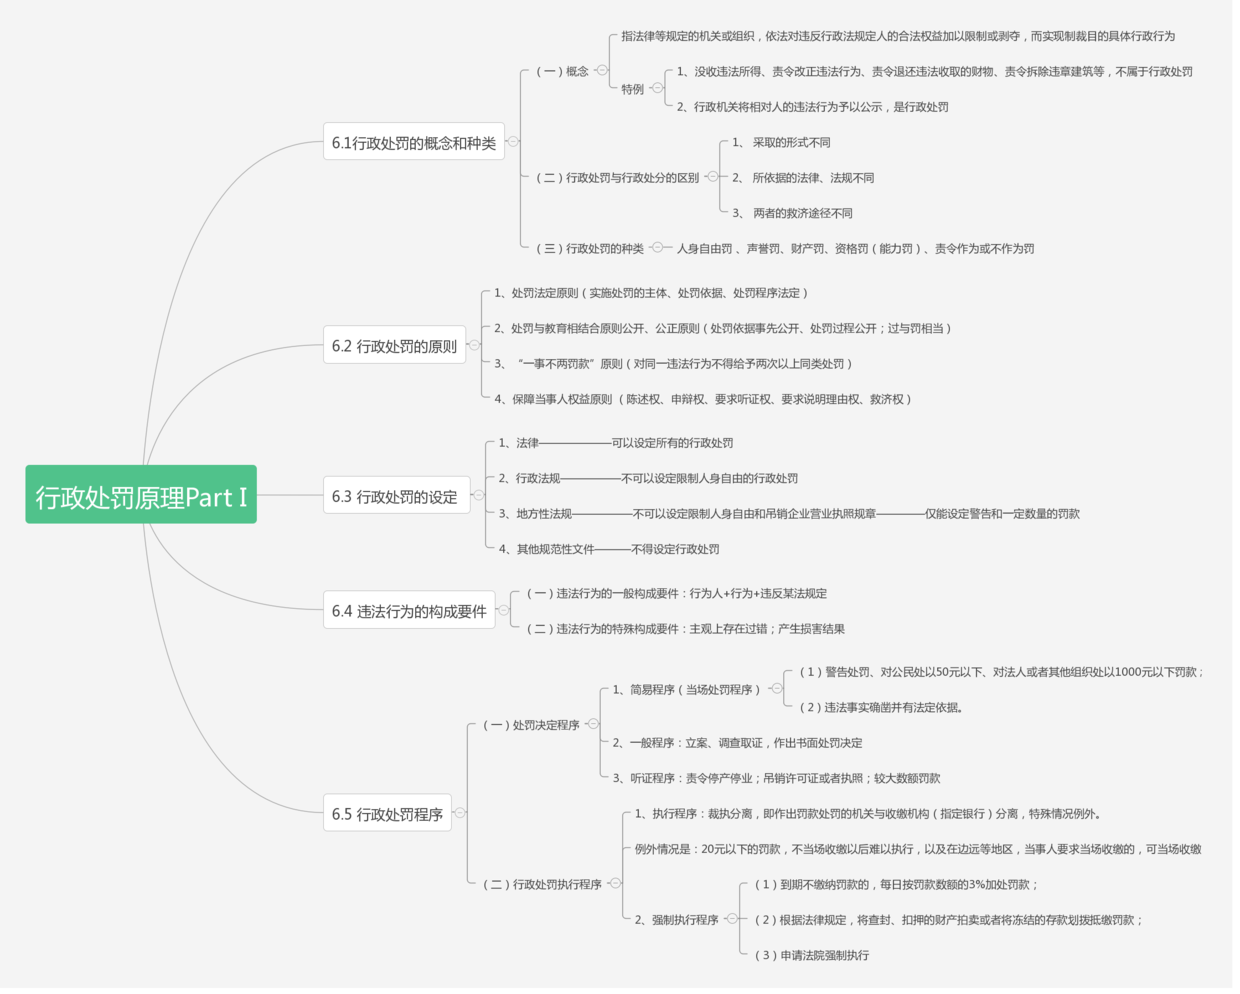 行政处罚原理Part I
6.1行政处罚的概念和种类
（一）概念
指法律等规定的机关或组织，依法对违反行政法规定人的合法权益加以限制或剥夺，而实现制裁目的具体行政行为
特例
1、没收违法所得、责令改正违法行为、责令退还违法收取的财物、责令拆除违章建筑等，不属于行政处罚
2、行政机关将相对人的违法行为予以公示，是行政处罚
（二）行政处罚与行政处分的区别
1、 采取的形式不同
2、 所依据的法律、法规不同
3、 两者的救济途径不同
（三）行政处罚的种类
人身自由罚 、声誉罚、财产罚、资格罚（能力罚）、责令作为或不作为罚
6.2 行政处罚的原则
1、处罚法定原则（实施处罚的主体、处罚依据、处罚程序法定）
2、处罚与教育相结合原则公开、公正原则（处罚依据事先公开、处罚过程公开；过与罚相当）
3、 “一事不两罚款”原则（对同一违法行为不得给予两次以上同类处罚）
4、保障当事人权益原则 （陈述权、申辩权、要求听证权、要求说明理由权、救济权）
6.3 行政处罚的设定
1、法律——————可以设定所有的行政处罚
2、行政法规—————不可以设定限制人身自由的行政处罚
3、地方性法规—————不可以设定限制人身自由和吊销企业营业执照规章————仅能设定警告和一定数量的罚款
4、其他规范性文件———不得设定行政处罚
6.4 违法行为的构成要件
（一）违法行为的一般构成要件：行为人+行为+违反某法规定
（二）违法行为的特殊构成要件：主观上存在过错；产生损害结果
6.5 行政处罚程序
（一）处罚决定程序
1、简易程序（当场处罚程序）
（1）警告处罚、对公民处以50元以下、对法人或者其他组织处以1000元以下罚款；
（2）违法事实确凿并有法定依据。
2、一般程序：立案、调查取证，作出书面处罚决定
3、听证程序：责令停产停业；吊销许可证或者执照；较大数额罚款
（二）行政处罚执行程序
1、执行程序：裁执分离，即作出罚款处罚的机关与收缴机构（指定银行）分离，特殊情况例外。
例外情况是：20元以下的罚款，不当场收缴以后难以执行，以及在边远等地区，当事人要求当场收缴的，可当场收缴
2、强制执行程序
（1）到期不缴纳罚款的，每日按罚款数额的3%加处罚款；
（2）根据法律规定，将查封、扣押的财产拍卖或者将冻结的存款划拨抵缴罚款；
（3）申请法院强制执行